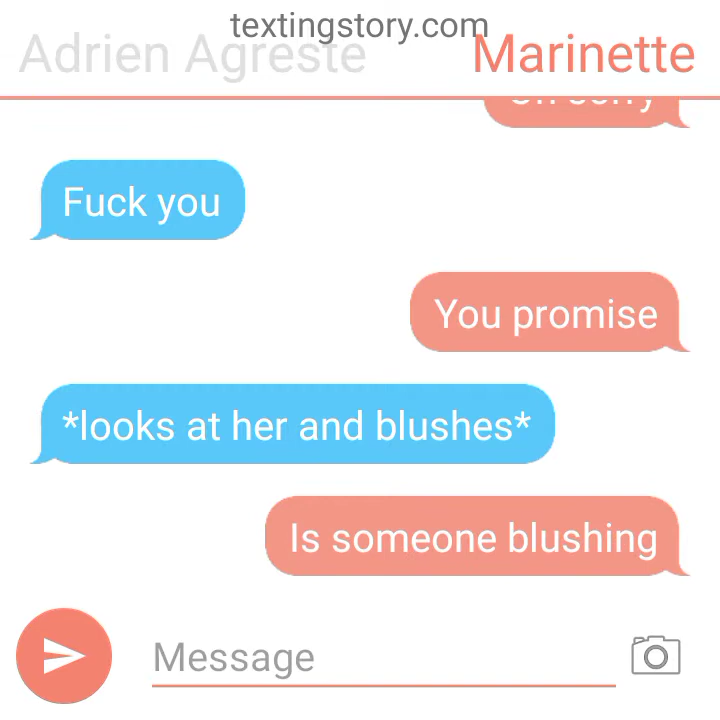 textingstory.com
Adrien Agreste Marinette
Fuck you
You promise
*looks at her and blushes*
Is someone blushing
Message